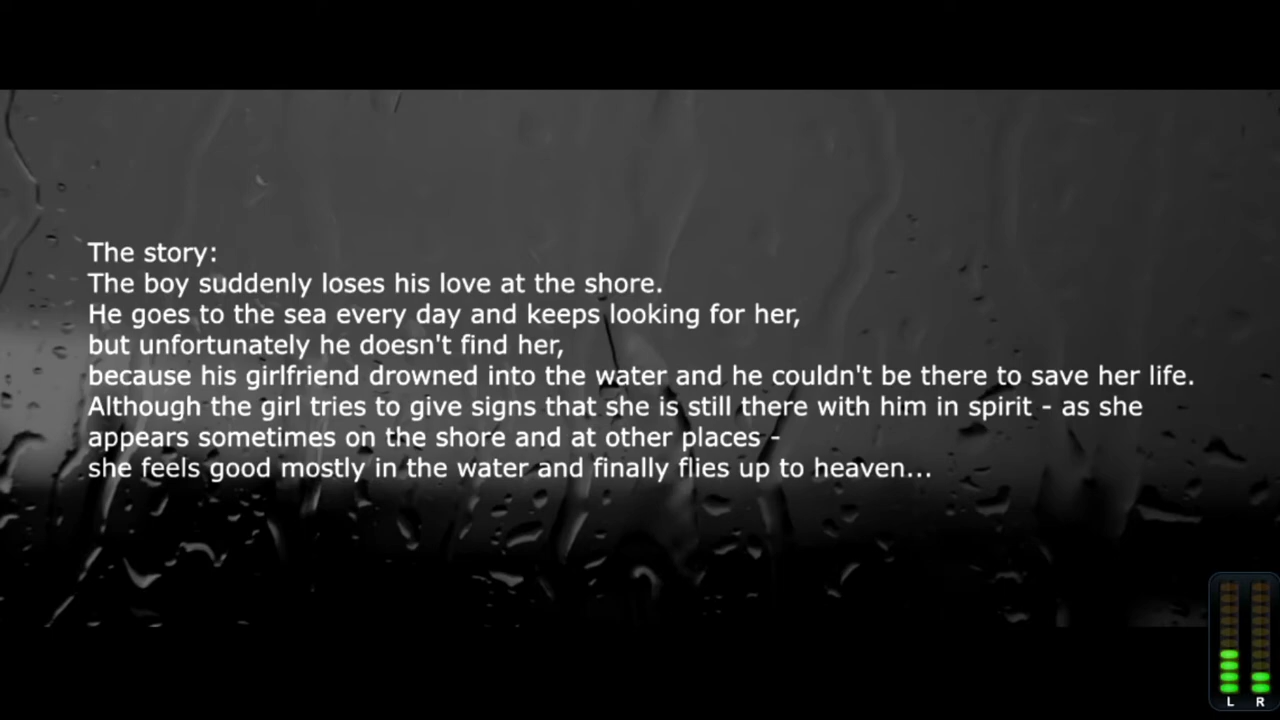 The story:
The boy suddenly loses his love at the shore.
He goes to the sea every day and keeps looking for her,
but unfortunately he doesn't find her,
because his girlfriend drowned into the water and he couldn't be there to save her life.
Although the girl tries to give signs that she is still there with him in spirit - as she
appears sometimes on the shore and at other places -
she feels good mostly in the water and finally flies up to heaven...
L R